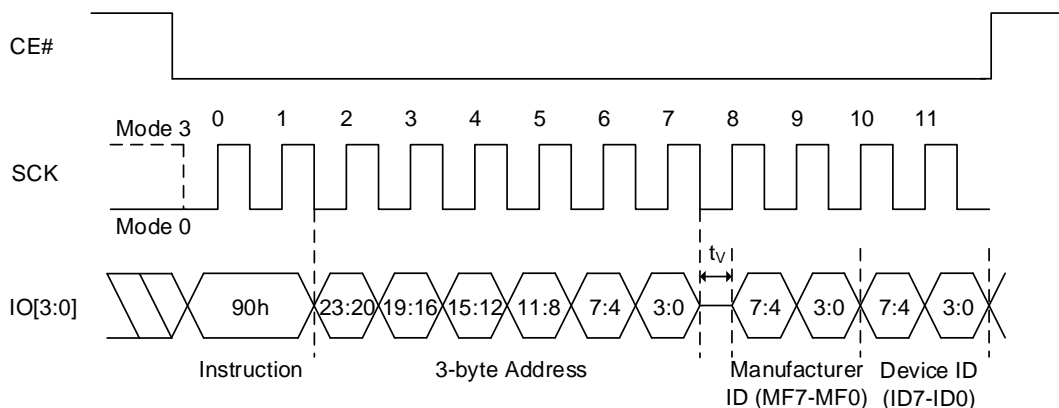 CE#
0 1 2 3 4 5 6 7 8 9 10 11
Mode 3
SCK
Mode 0
tV
IO[3:0] 90h 23:20 19:16 15:12 11:8 7:4 3:0 7:4 3:0 7:4 3:0
Instruction 3-byte Address Manufacturer Device ID
ID (MF7-MF0) (ID7-ID0)